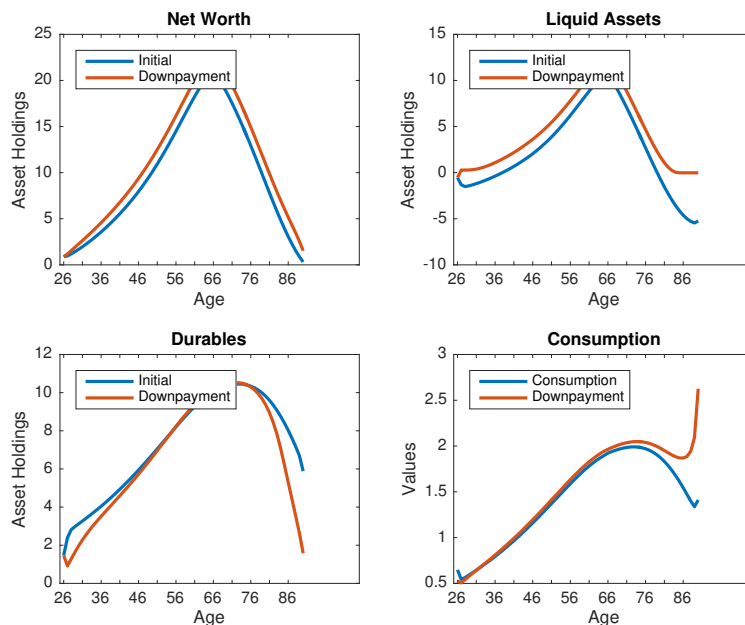 Net Worth
25
20
15
10
5
0
Asset Holdings
Initial
Downpayment
26 36 46 56 66 76 86
Age
Liquid Assets
15
10
5
0
-5
-10
Asset Holdings
Initial
Downpayment
26 36 46 56 66 76 86
Age
Durables
12
10
8
6
4
2
0
Asset Holdings
Initial
Downpayment
26 36 46 56 66 76 86
Age
Consumption
3
2.5
2
1.5
1
0.5
Values
Consumption
Downpayment
26 36 46 56 66 76 86
Age